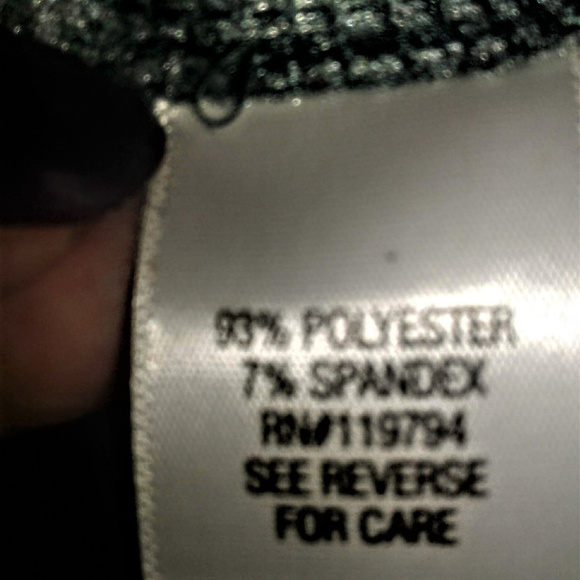 93% POLYESTER
7% SPANDEX
RN#119794
SEE REVERSE
FOR CARE